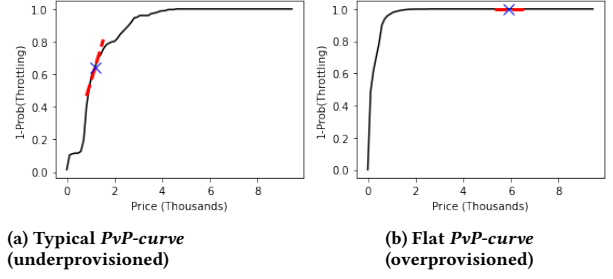 1.0
0.8
0.6
0.4
0.2
0.0
1-Prob(Throttling)
0
2
4
6
8
Price (Thousands)
(a) Typical PvP-curve
(underprovisioned)
1.0
0.8
0.6
0.4
0.2
0.0
1-Prob(Throttling)
0
2
4
6
8
Price (Thousands)
(b) Flat PvP-curve
(overprovisioned)